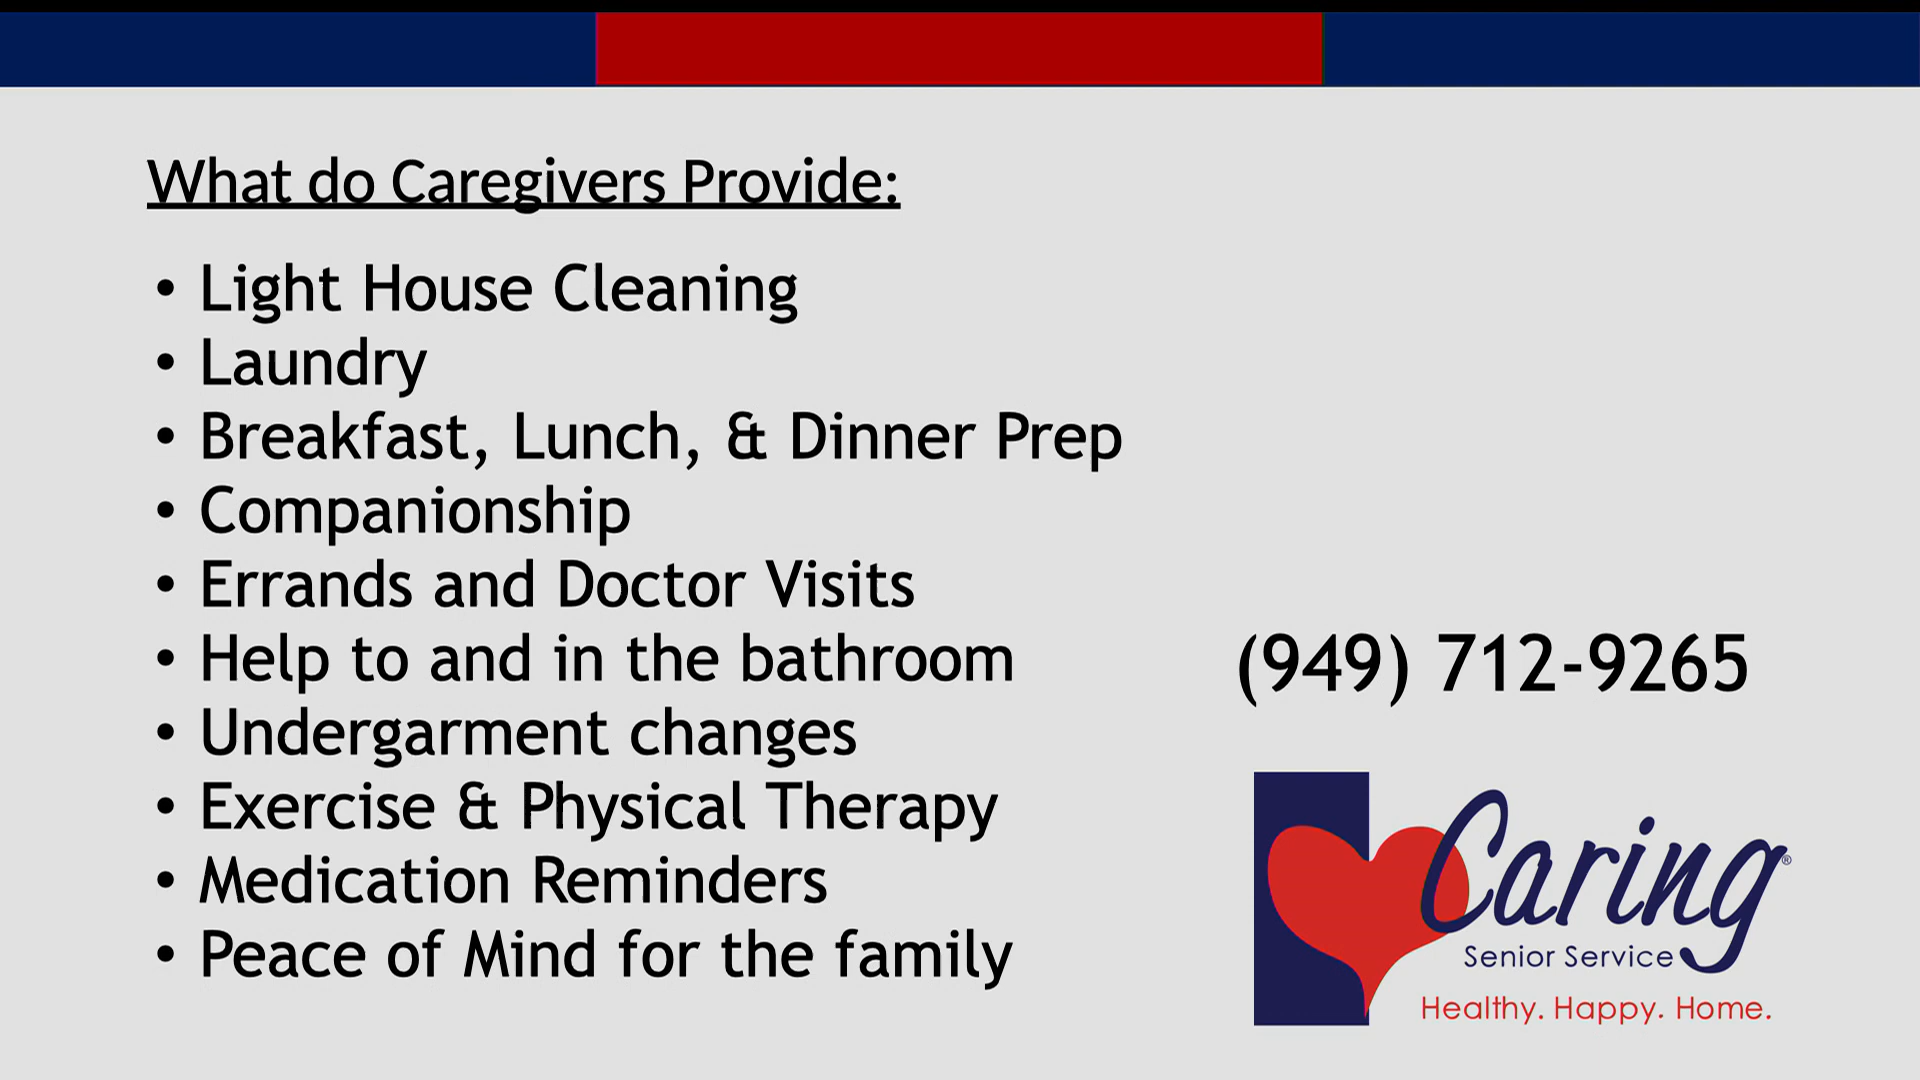 What do Caregivers Provide:
• Light House Cleaning
• Laundry
• Breakfast, Lunch, & Dinner Prep
• Companionship
• Errands and Doctor Visits
• Help to and in the bathroom
• Undergarment changes
• Exercise & Physical Therapy
• Medication Reminders
• Peace of Mind for the family
(949) 712-9265
Caring®
Senior Service
Healthy. Happy. Home.